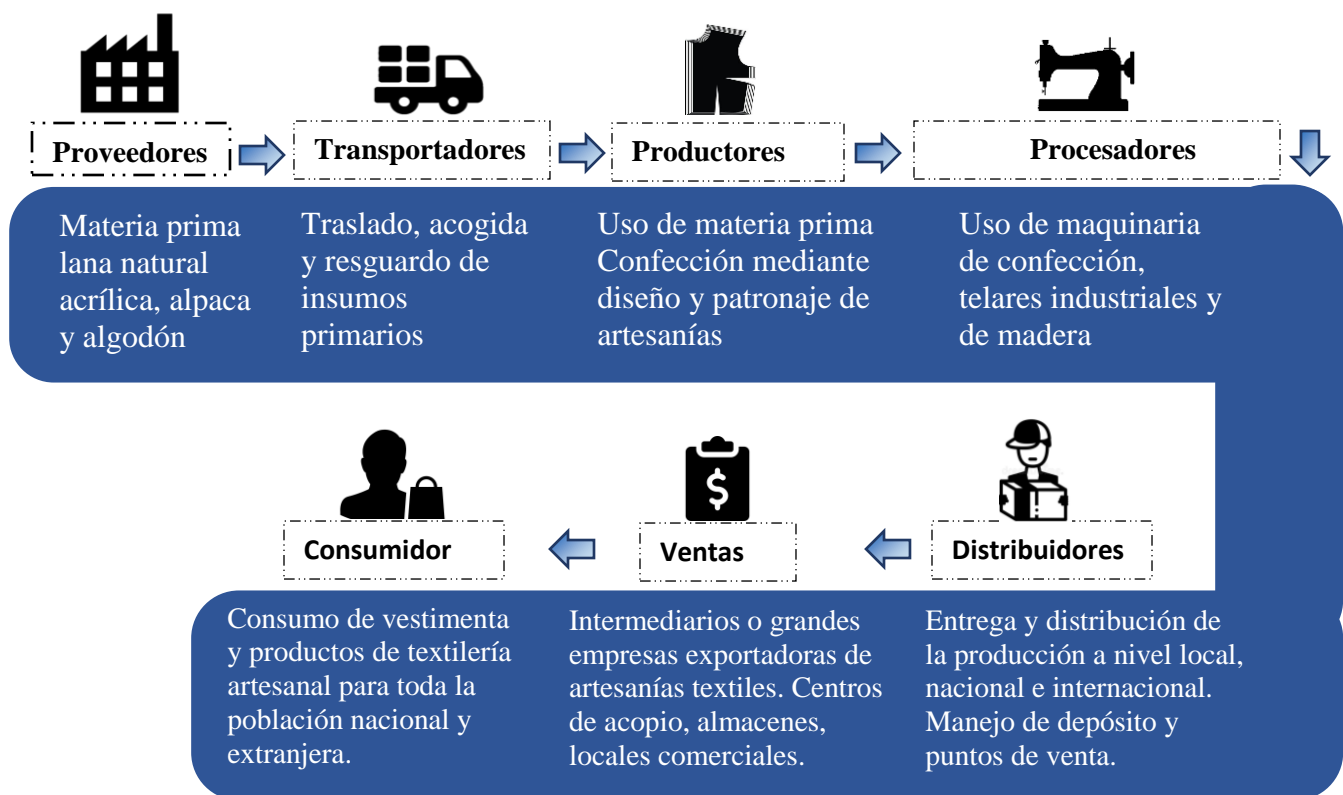 Proveedores
Transportadores
Productores
Procesadores
Materia prima
lana natural
acrílica, alpaca
y algodón
Traslado, acogida
y resguardo de
insumos
primarios
Uso de materia prima
Confección mediante
diseño y patronaje de
artesanías
Uso de maquinaria
de confección,
telares industriales y
de madera
$
Consumidor
Ventas
Distribuidores
Consumo de vestimenta
y productos de textilería
artesanal para toda la
población nacional y
extranjera.
Intermediarios o grandes
empresas exportadoras de
artesanías textiles. Centros
de acopio, almacenes,
locales comerciales.
Entrega y distribución de
la producción a nivel local,
nacional e internacional.
Manejo de depósito y
puntos de venta.